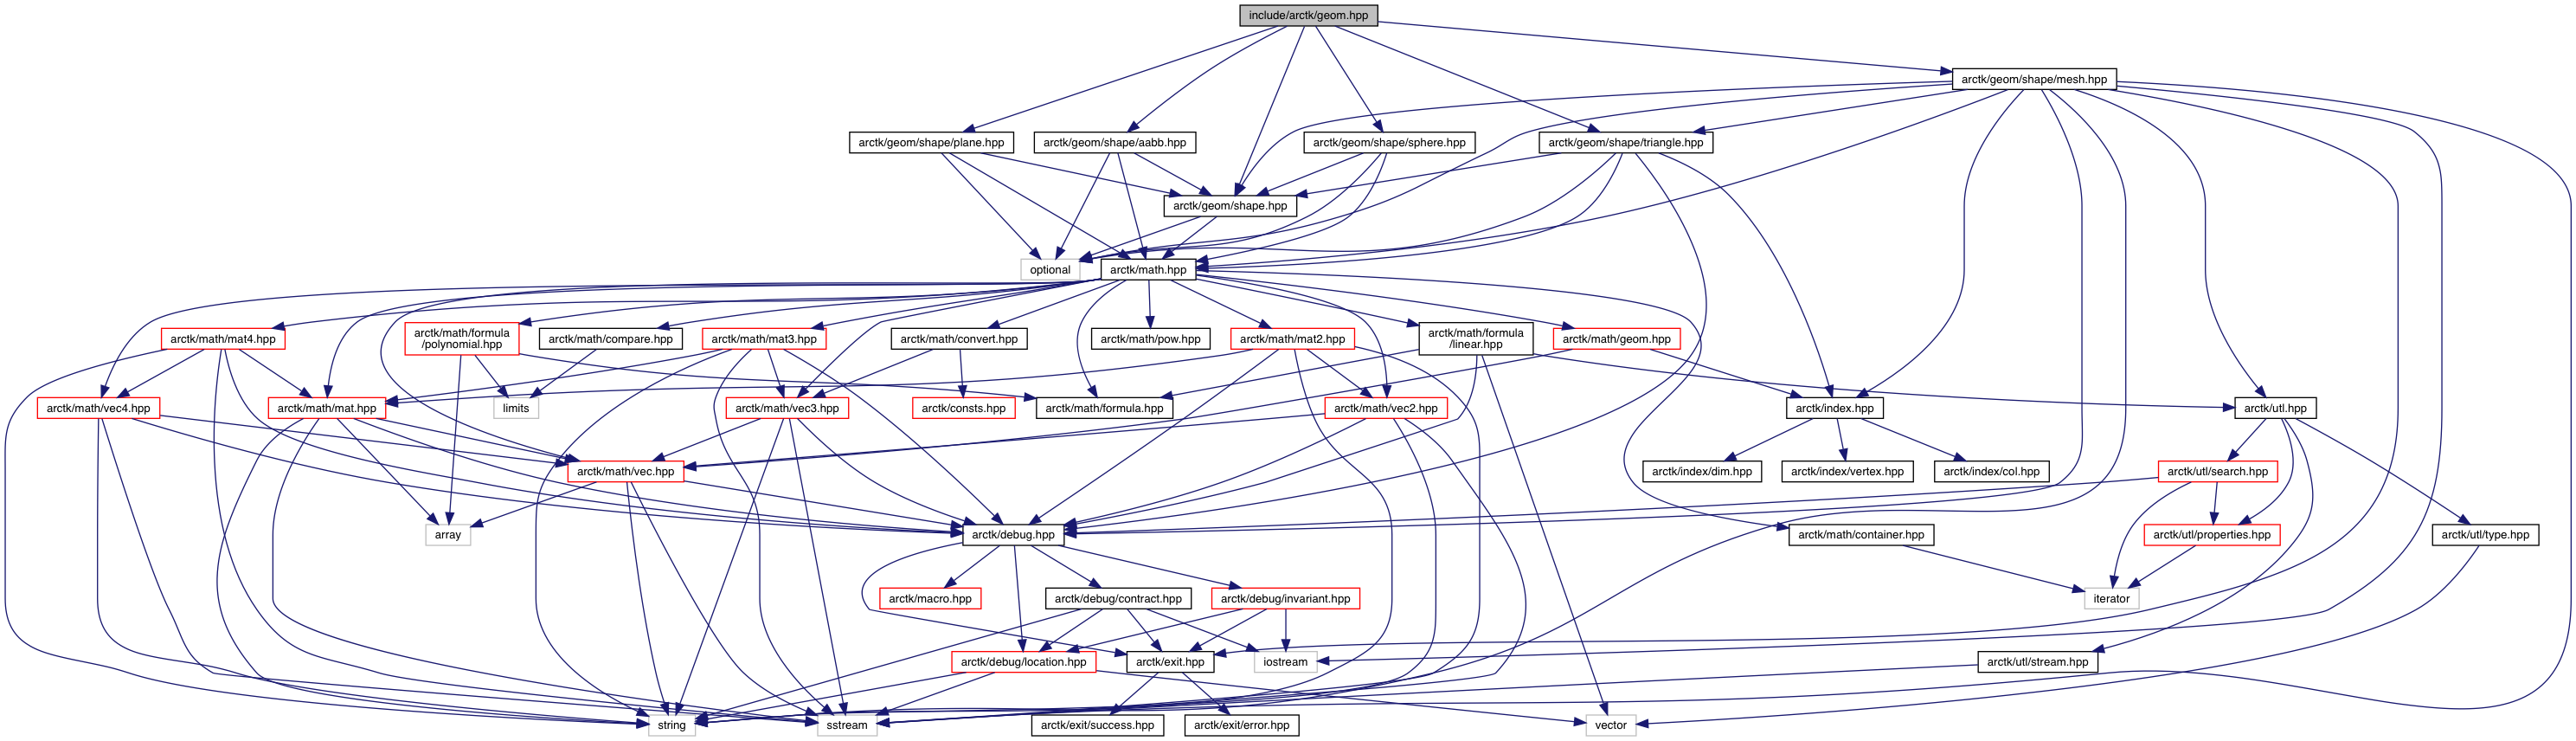 include/arctk/geom.hpp
arctk/geom/shape/mesh.hpp
arctk/geom/shape/plane.hpp
arctk/geom/shape/aabb.hpp
arctk/geom/shape/sphere.hpp
arctk/geom/shape/triangle.hpp
arctk/geom/shape.hpp
optional
arctk/math.hpp
arctk/math/mat4.hpp
arctk/math/formula
/polynomial.hpp
arctk/math/compare.hpp
arctk/math/mat3.hpp
arctk/math/convert.hpp
arctk/math/pow.hpp
arctk/math/mat2.hpp
arctk/math/formula
/linear.hpp
arctk/math/geom.hpp
arctk/math/vec4.hpp
arctk/math/mat.hpp
limits
arctk/math/vec3.hpp
arctk/consts.hpp
arctk/math/formula.hpp
arctk/math/vec2.hpp
arctk/index.hpp
arctk/utl.hpp
arctk/math/vec.hpp
arctk/index/dim.hpp
arctk/index/vertex.hpp
arctk/index/col.hpp
arctk/utl/search.hpp
array
arctk/debug.hpp
arctk/math/container.hpp
arctk/utl/properties.hpp
arctk/utl/type.hpp
arctk/macro.hpp
arctk/debug/contract.hpp
arctk/debug/invariant.hpp
iterator
arctk/debug/location.hpp
arctk/exit.hpp
iostream
arctk/utl/stream.hpp
string
sstream
arctk/exit/success.hpp
arctk/exit/error.hpp
vector